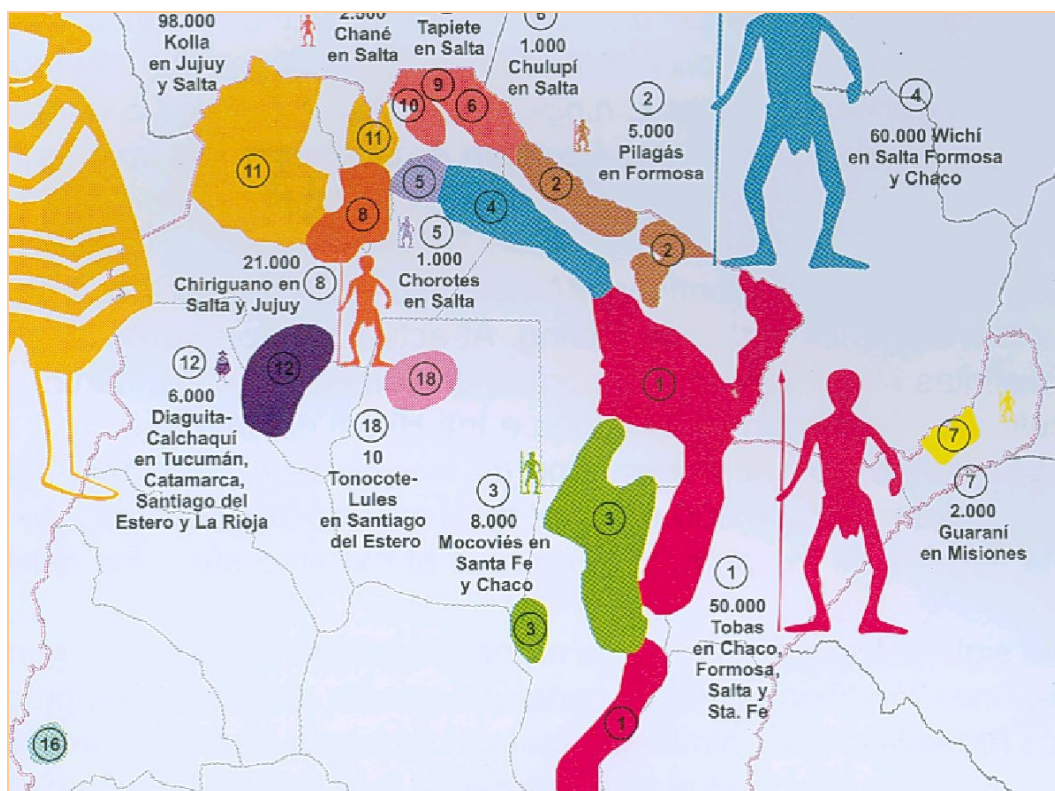 98.000
Kolla
en Jujuy
y Salta
2.500
Chané
en Salta
Tapiete
en Salta
6
1.000
Chulupí
en Salta
2
5.000
Pilagás
en Formosa
4
60.000 Wichí
en Salta Formosa
y Chaco
9
10
6
11
11
5
2
4
8
2
5
1.000
Chorotes
en Salta
21.000
Chiriguano en
Salta y Jujuy
8
12
6.000
Diaguita-
Calchaquí
en Tucumán,
Catamarca,
Santiago del
Estero y La Rioja
12
18
18
10
Tonocote-
Lules
en Santiago
del Estero
1
7
7
2.000
Guaraní
en Misiones
3
8.000
Mocoviés en
Santa Fe
y Chaco
3
3
1
50.000
Tobas
en Chaco,
Formosa,
Salta y
Sta. Fe
1
16